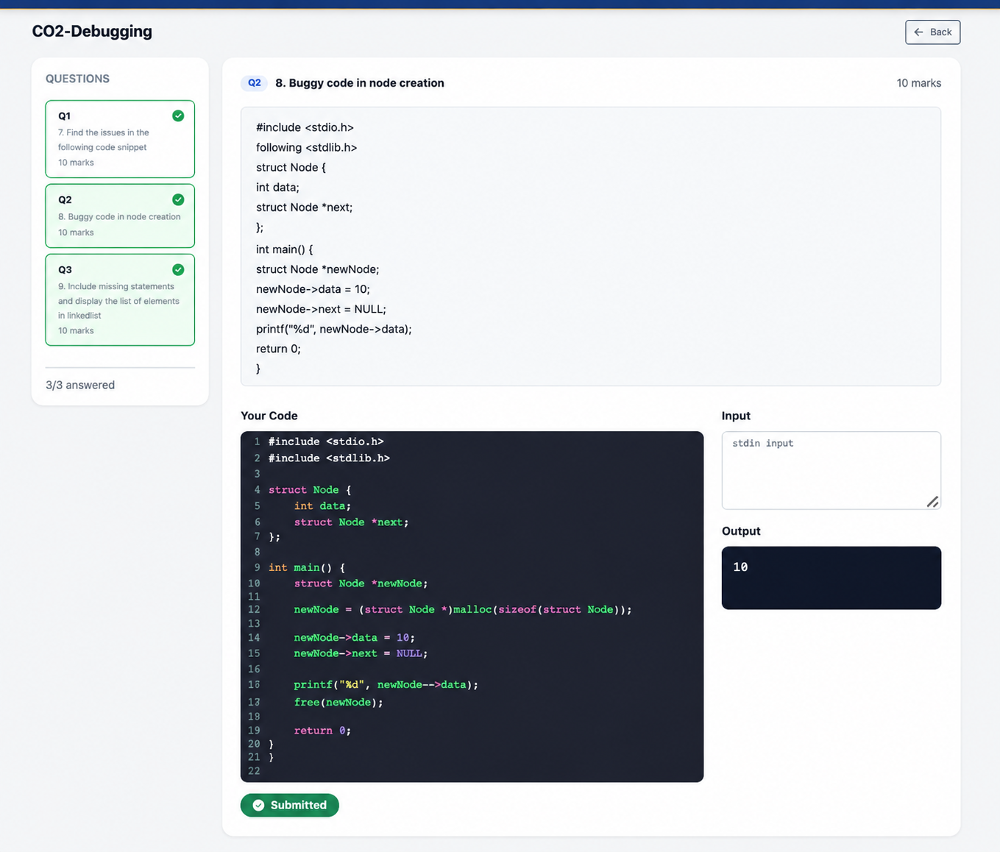 CO2-Debugging
← Back
QUESTIONS
Q1
7. Find the issues in the
following code snippet
10 marks
Q2
8. Buggy code in node creation
10 marks
Q3
9. Include missing statements
and display the list of elements
in linkedlist
10 marks
3/3 answered
Q2 8. Buggy code in node creation 10 marks
#include <stdio.h>
following <stdlib.h>
struct Node {
int data;
struct Node *next;
};
int main() {
struct Node *newNode;
newNode->data = 10;
newNode->next = NULL;
printf("%d", newNode->data);
return 0;
}
Your Code
1 #include <stdio.h>
2 #include <stdlib.h>
3
4 struct Node {
5     int data;
6     struct Node *next;
7 };
8
9 int main() {
10     struct Node *newNode;
11
12     newNode = (struct Node *)malloc(sizeof(struct Node));
13
14     newNode->data = 10;
15     newNode->next = NULL;
16
16     printf("%d", newNode-->data);
13     free(newNode);
18
19     return 0;
20 }
21 }
22
Submitted
Input
stdin input
Output
10